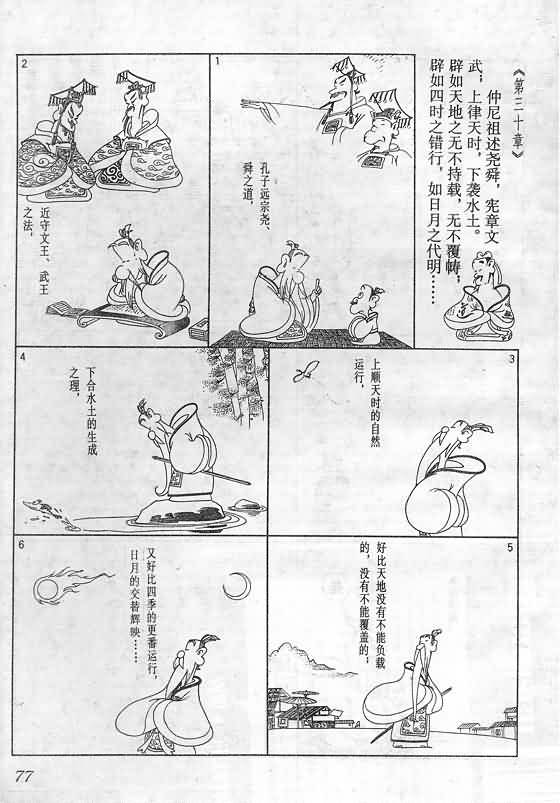 《第三十章》
仲尼祖述尧舜，宪章文
武；上律天时，下袭水土。
辟如天地之无不持载，无不覆帱，
辟如四时之错行，如日月之代明……
1
孔子远宗尧、
舜之道，
2
近守文王、武王
之法，
3
上顺天时的自然
运行，
4
下合水土的生成
之理，
5
好比天地没有不能负载
的，没有不能覆盖的；
6
又好比四季的更番运行，
日月的交替辉映……
77